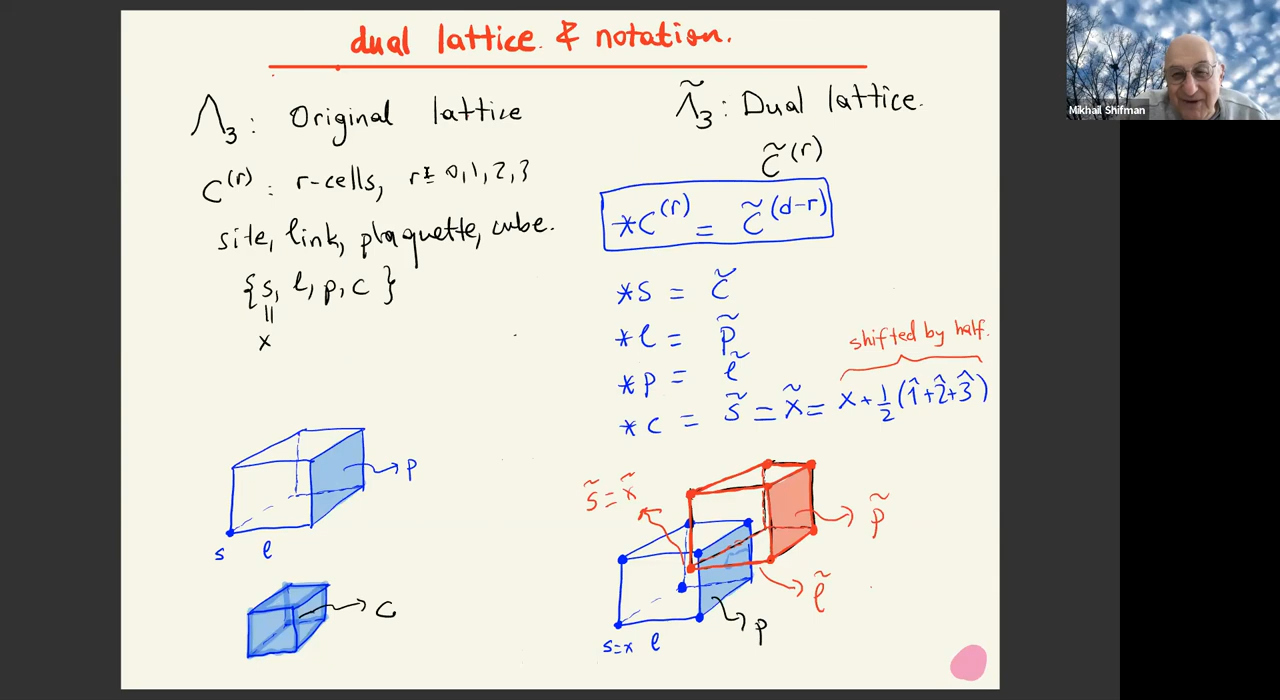 dual lattice & notation.
Λ₃ : Original lattice
C^(r) : r-cells, r = 0, 1, 2, 3
site, link, plaquette, cube.
{s, l, p, c}
||
x
Λ̃₃ : Dual lattice.
C̃^(r)
*C^(r) = C̃^(d-r)
*s = c̃
*l = p̃
*p = l̃
*c = s̃ = x̃ = x + 1/2 (1̂+2̂+3̂)
shifted by half.
p
s l
c
s̃ = x̃
p̃
l̃
p
s=x l
Mikhail Shifman